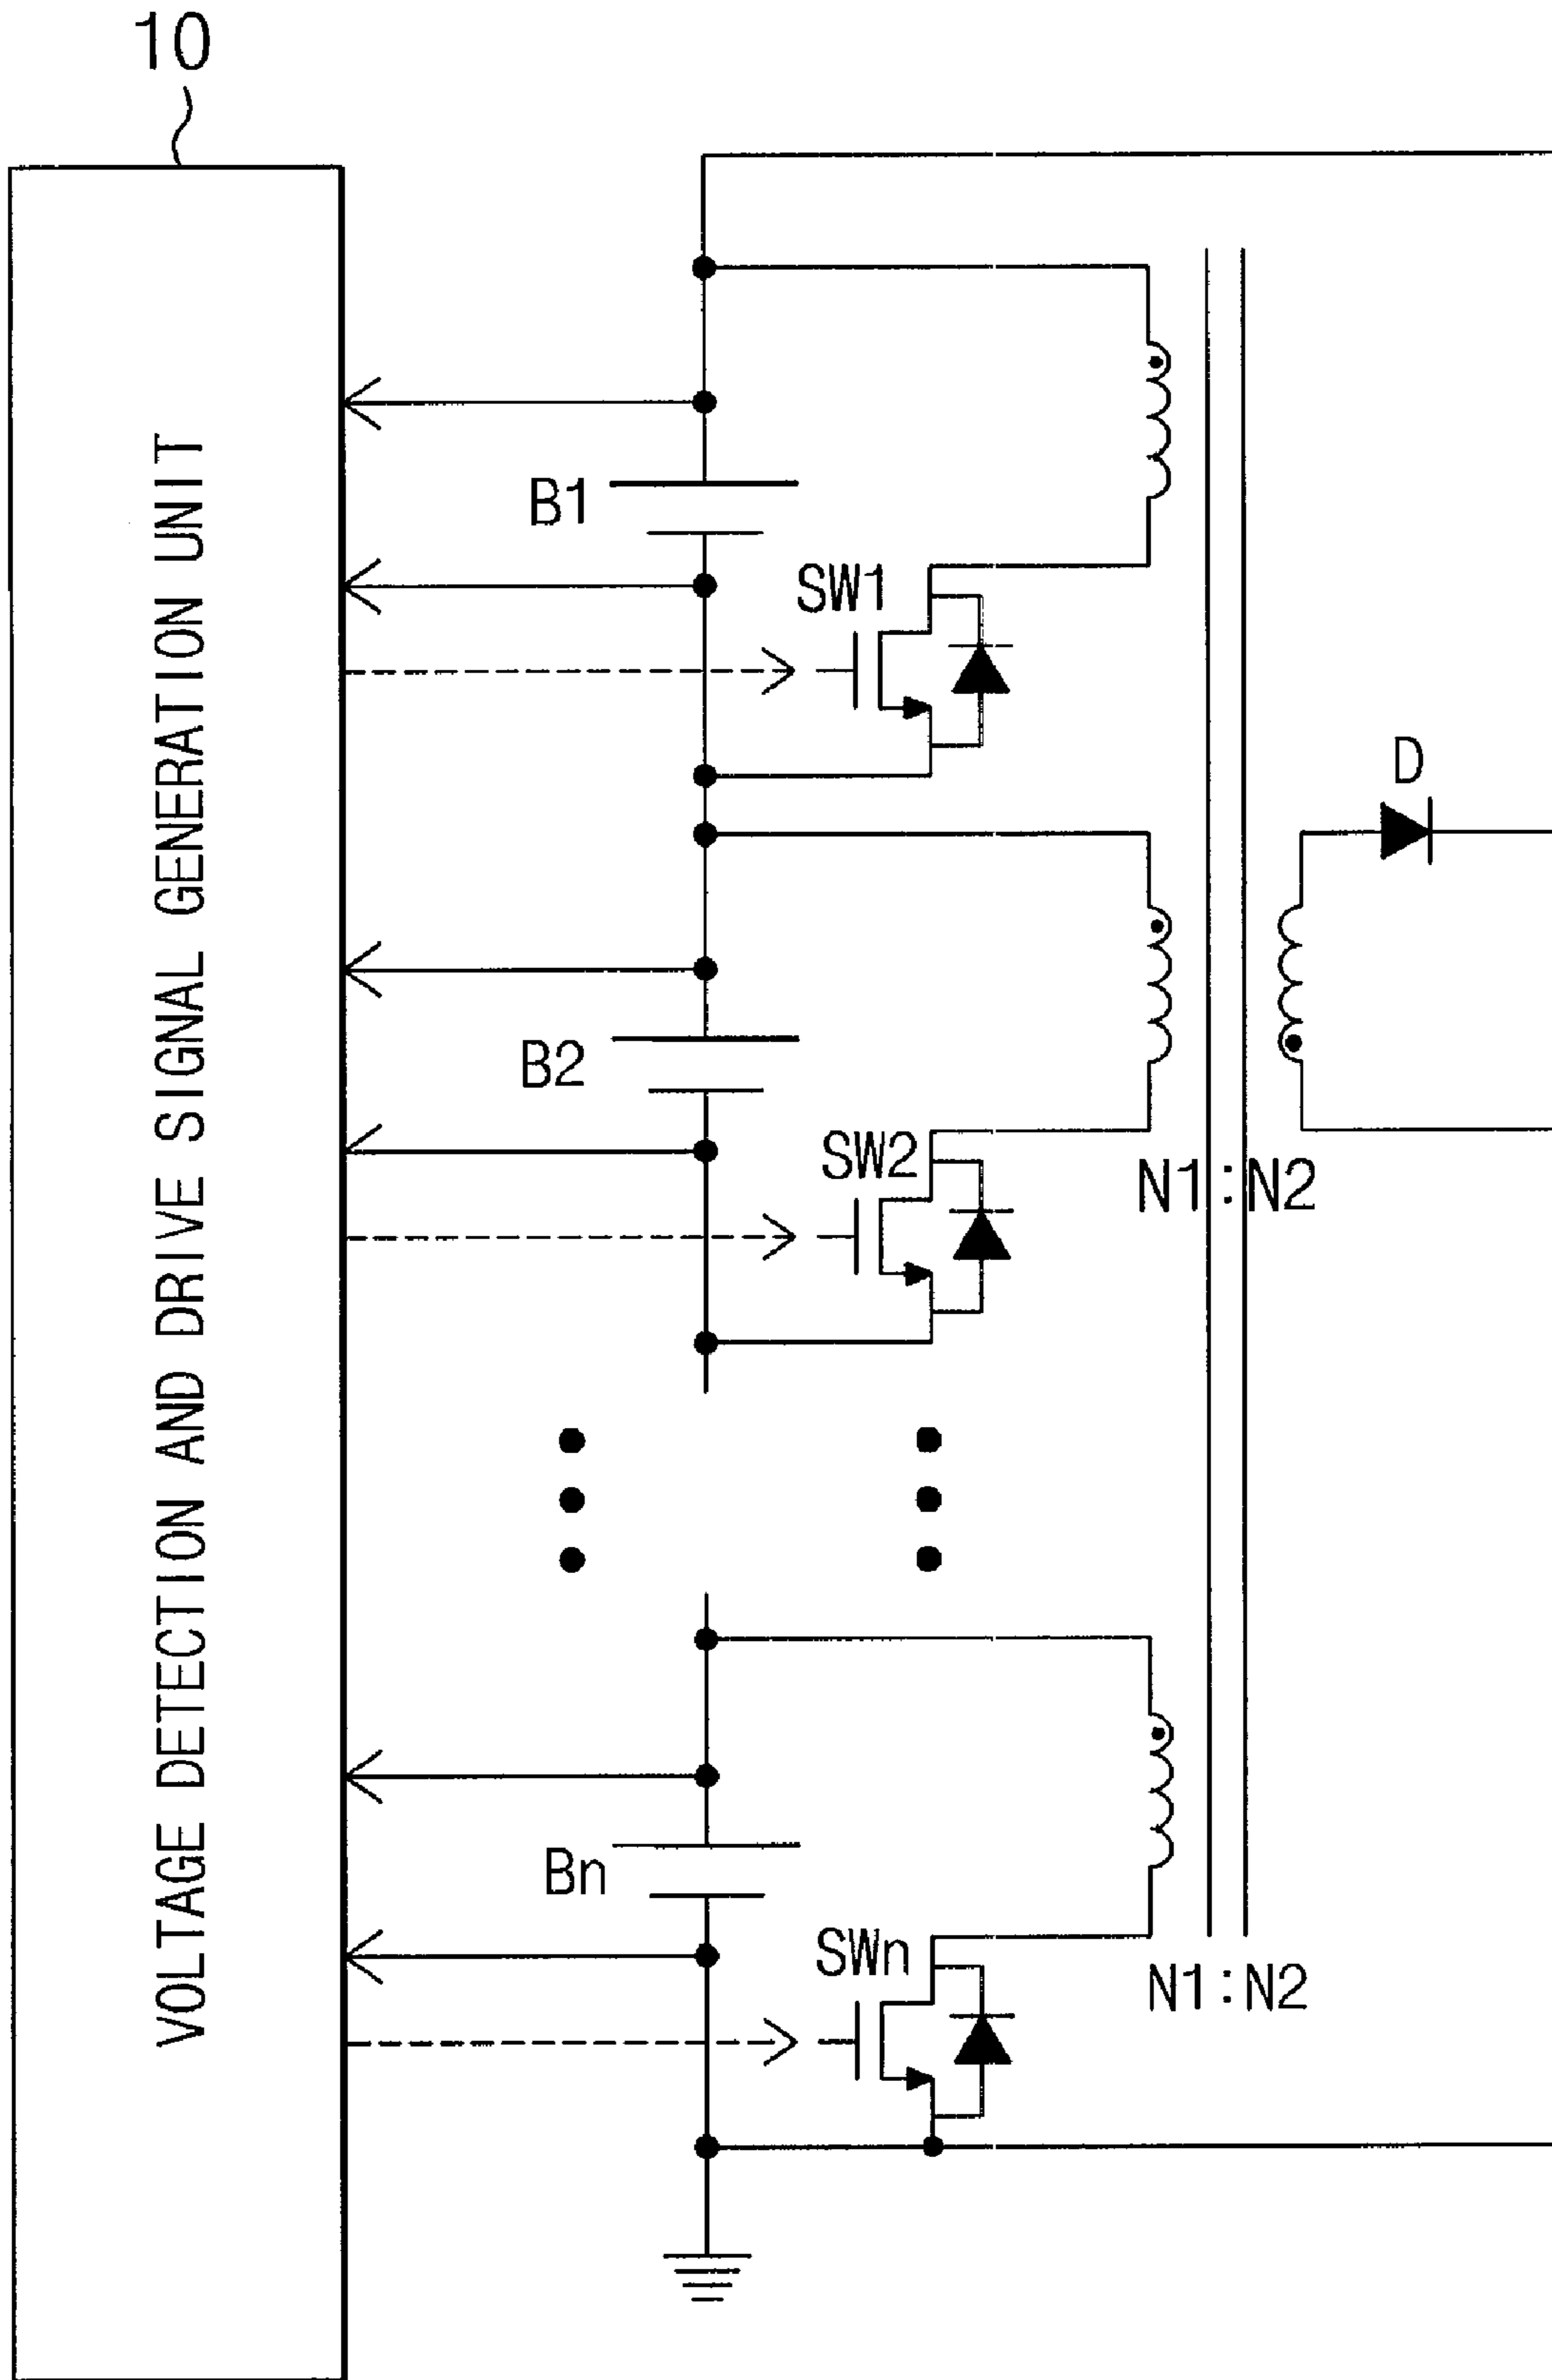 10
VOLTAGE DETECTION AND DRIVE SIGNAL GENERATION UNIT
B1
SW1
D
B2
SW2
N1:N2
Bn
SWn
N1:N2